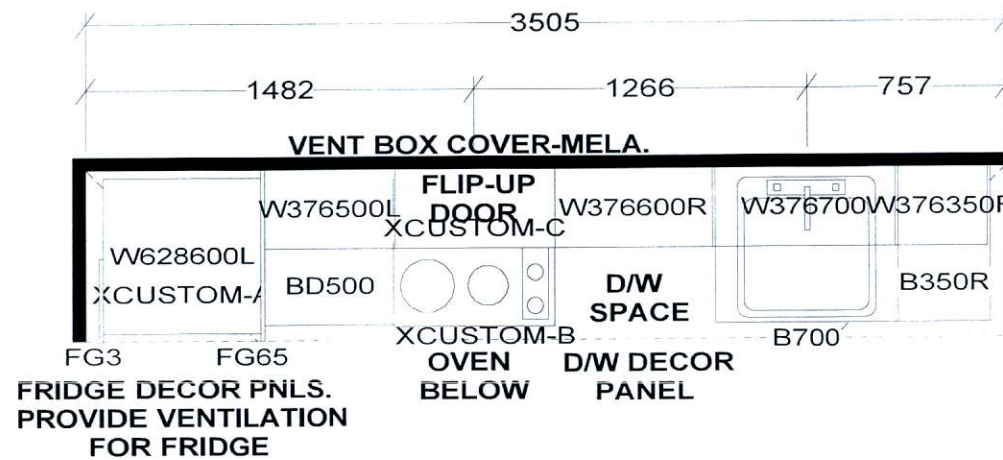 3505
1482
1266
757
VENT BOX COVER-MELA.
FLIP-UP
DOOR
W376500L
XCUSTOM-C
W376600R
W376700
W376350R
W628600L
XCUSTOM-A
BD500
D/W
SPACE
B350R
XCUSTOM-B
B700
FG3
FG65
OVEN
BELOW
D/W DECOR
PANEL
FRIDGE DECOR PNLS.
PROVIDE VENTILATION
FOR FRIDGE